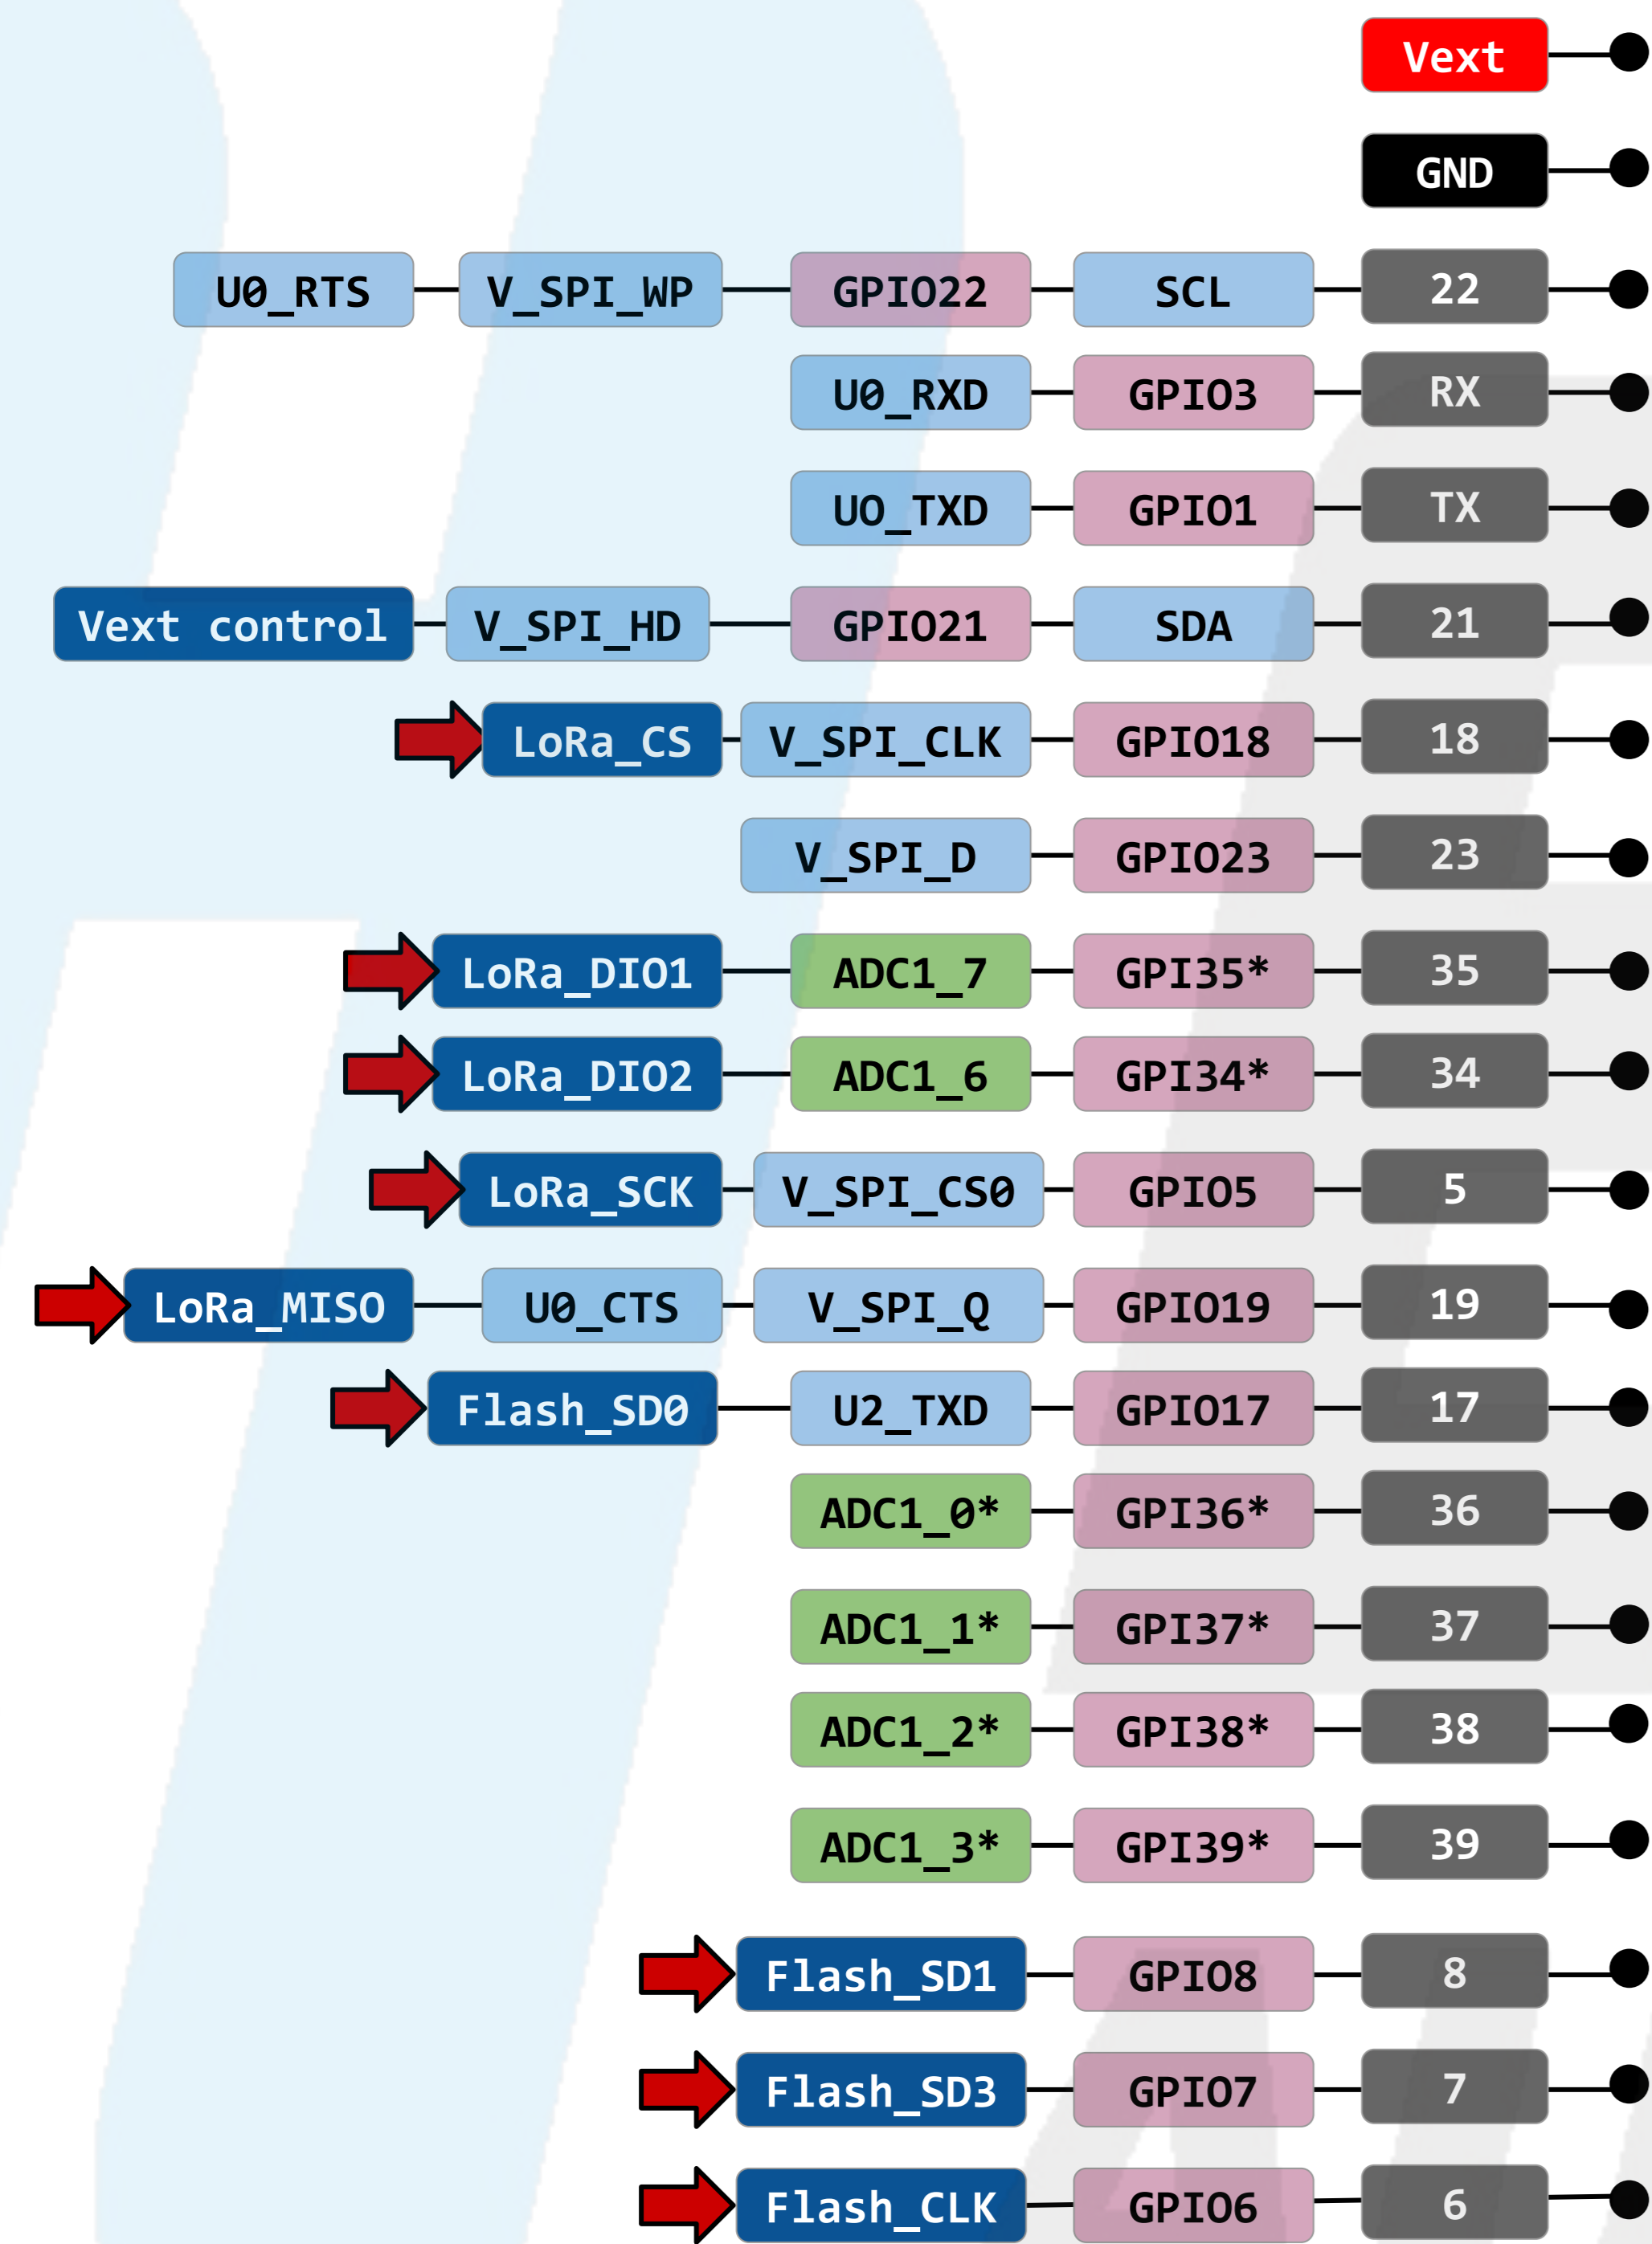 Vext
GND
U0_RTS V_SPI_WP GPIO22 SCL 22
U0_RXD GPIO3 RX
UO_TXD GPIO1 TX
Vext control V_SPI_HD GPIO21 SDA 21
LoRa_CS V_SPI_CLK GPIO18 18
V_SPI_D GPIO23 23
LoRa_DIO1 ADC1_7 GPI35* 35
LoRa_DIO2 ADC1_6 GPI34* 34
LoRa_SCK V_SPI_CS0 GPIO5 5
LoRa_MISO U0_CTS V_SPI_Q GPIO19 19
Flash_SD0 U2_TXD GPIO17 17
ADC1_0* GPI36* 36
ADC1_1* GPI37* 37
ADC1_2* GPI38* 38
ADC1_3* GPI39* 39
Flash_SD1 GPIO8 8
Flash_SD3 GPIO7 7
Flash_CLK GPIO6 6